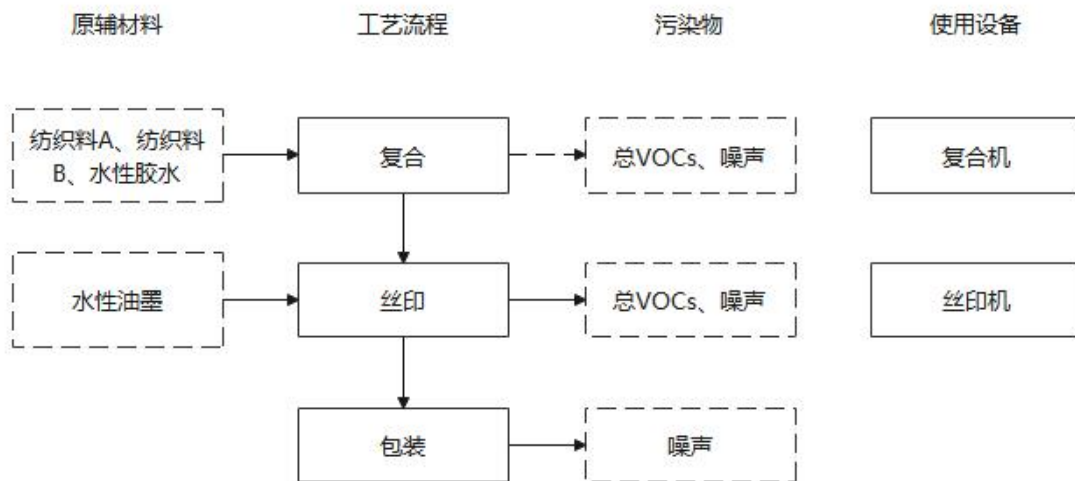 原辅材料 工艺流程 污染物 使用设备
纺织料A、纺织料
B、水性胶水
复合
总VOCs、噪声
复合机
水性油墨
丝印
总VOCs、噪声
丝印机
包装
噪声